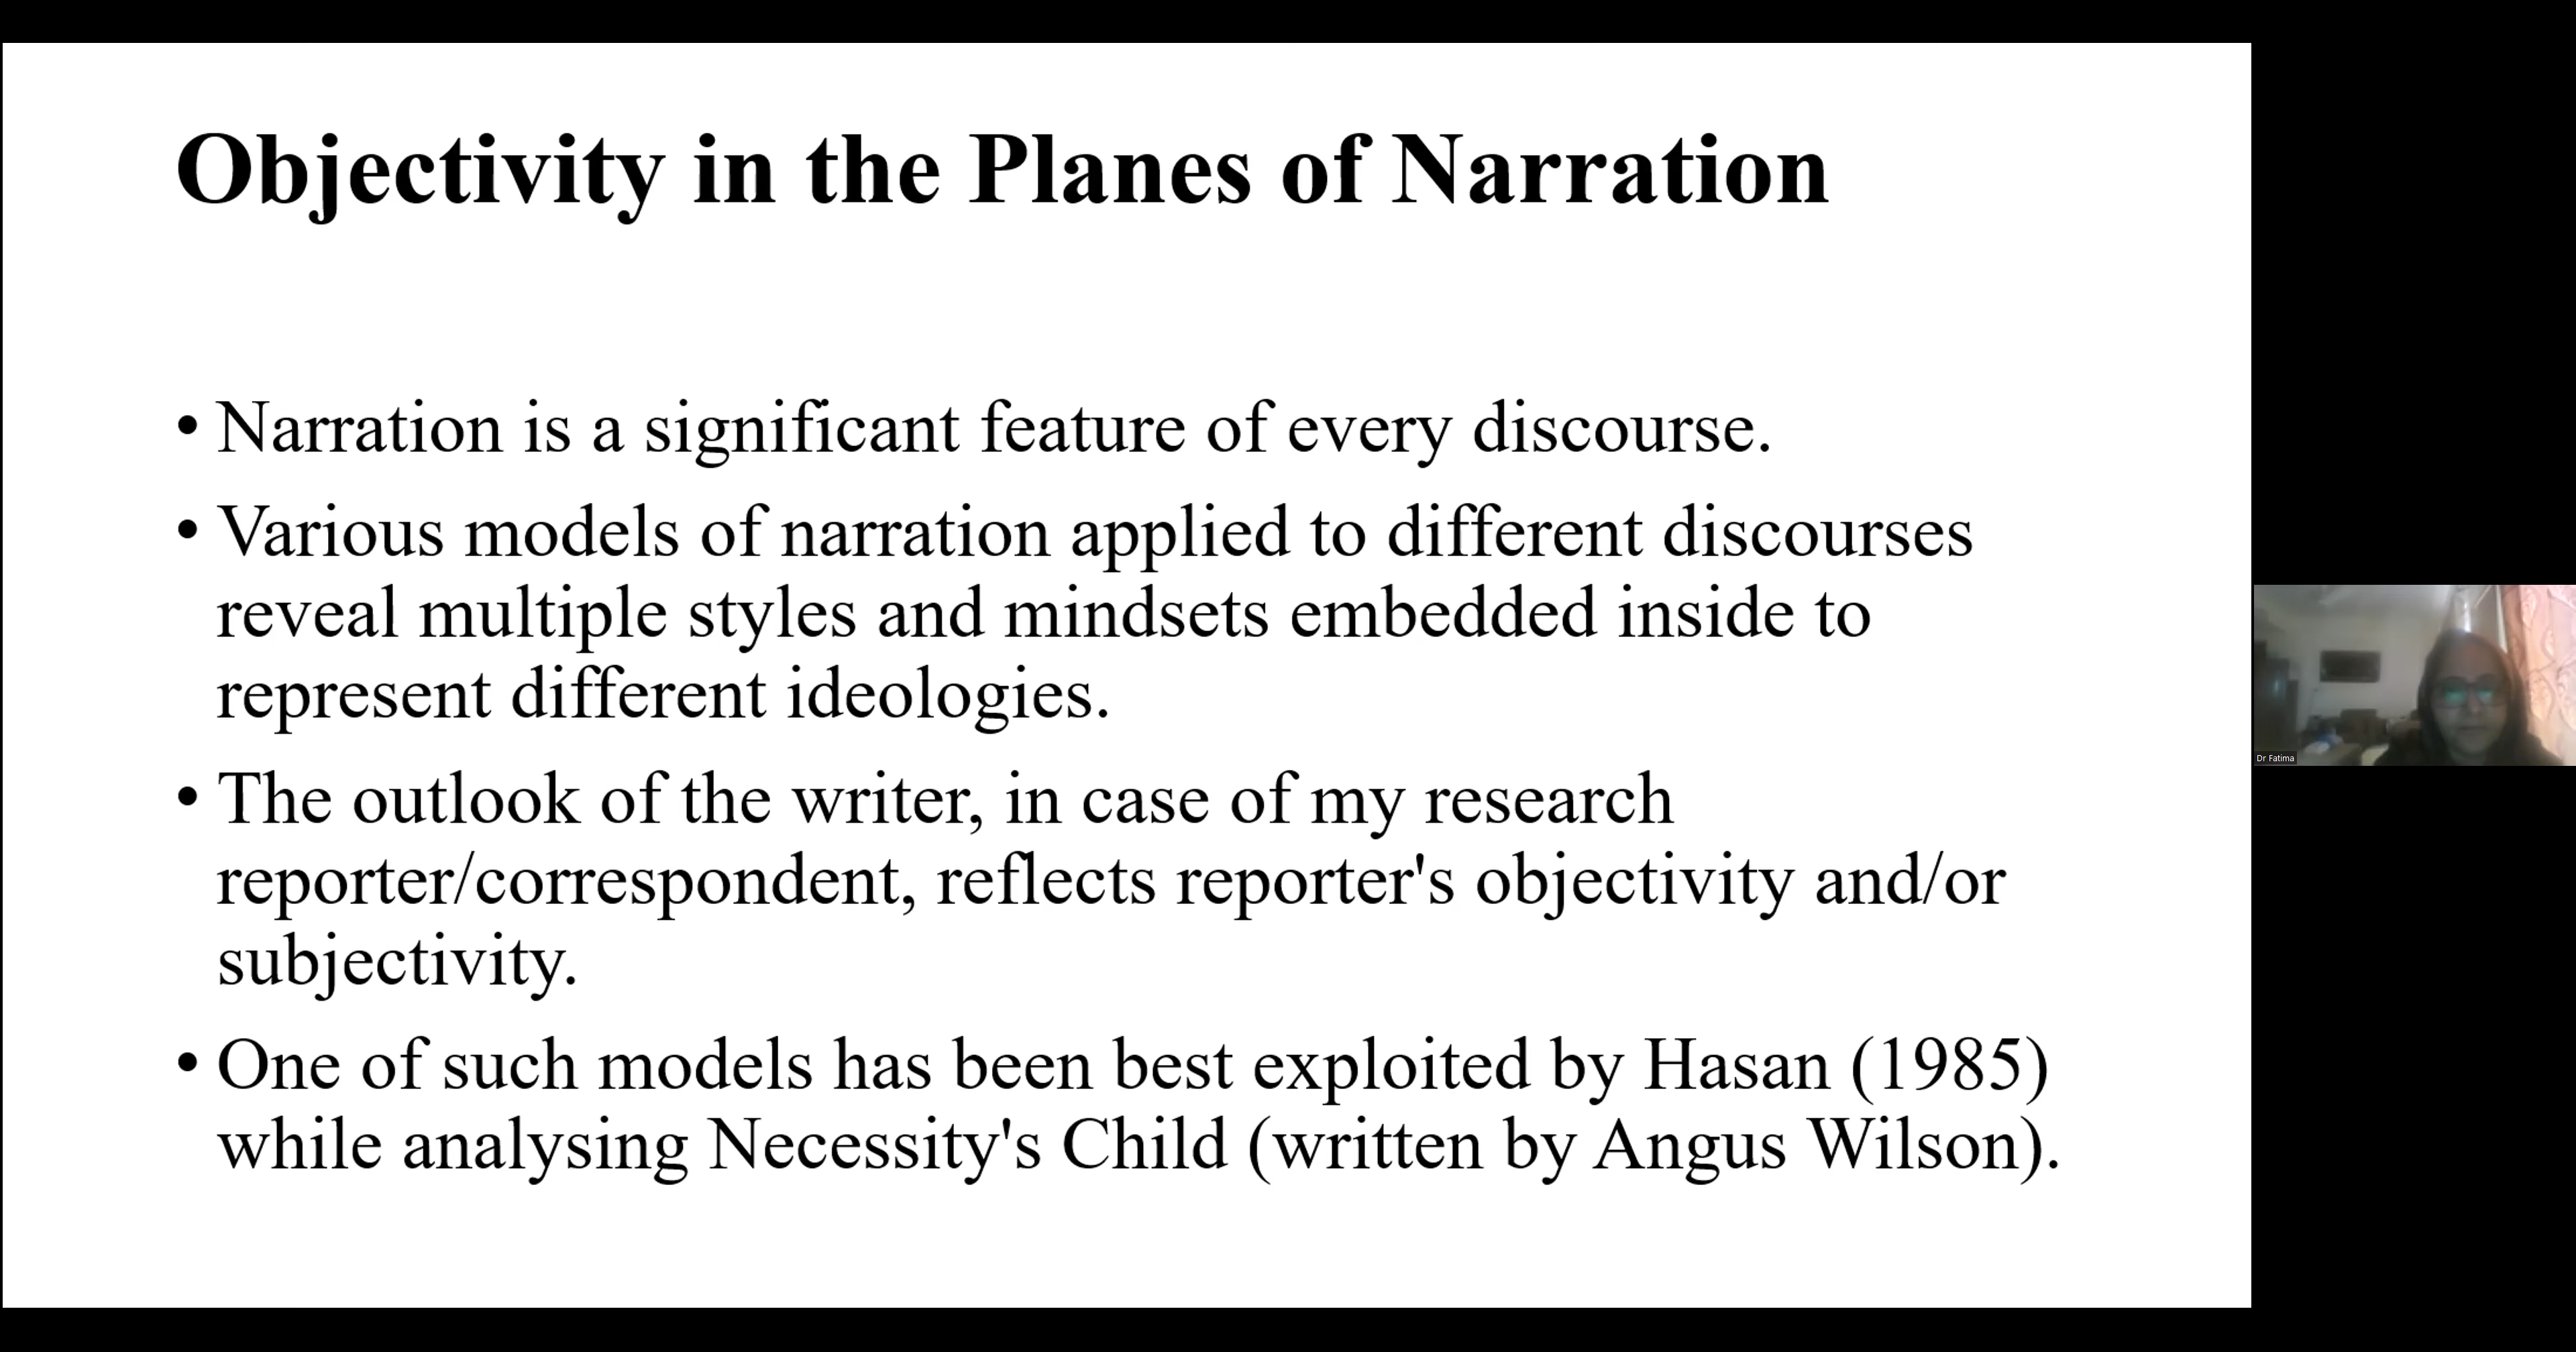 Objectivity in the Planes of Narration
• Narration is a significant feature of every discourse.
• Various models of narration applied to different discourses
reveal multiple styles and mindsets embedded inside to
represent different ideologies.
• The outlook of the writer, in case of my research
reporter/correspondent, reflects reporter's objectivity and/or
subjectivity.
• One of such models has been best exploited by Hasan (1985)
while analysing Necessity's Child (written by Angus Wilson).
Dr Fatima